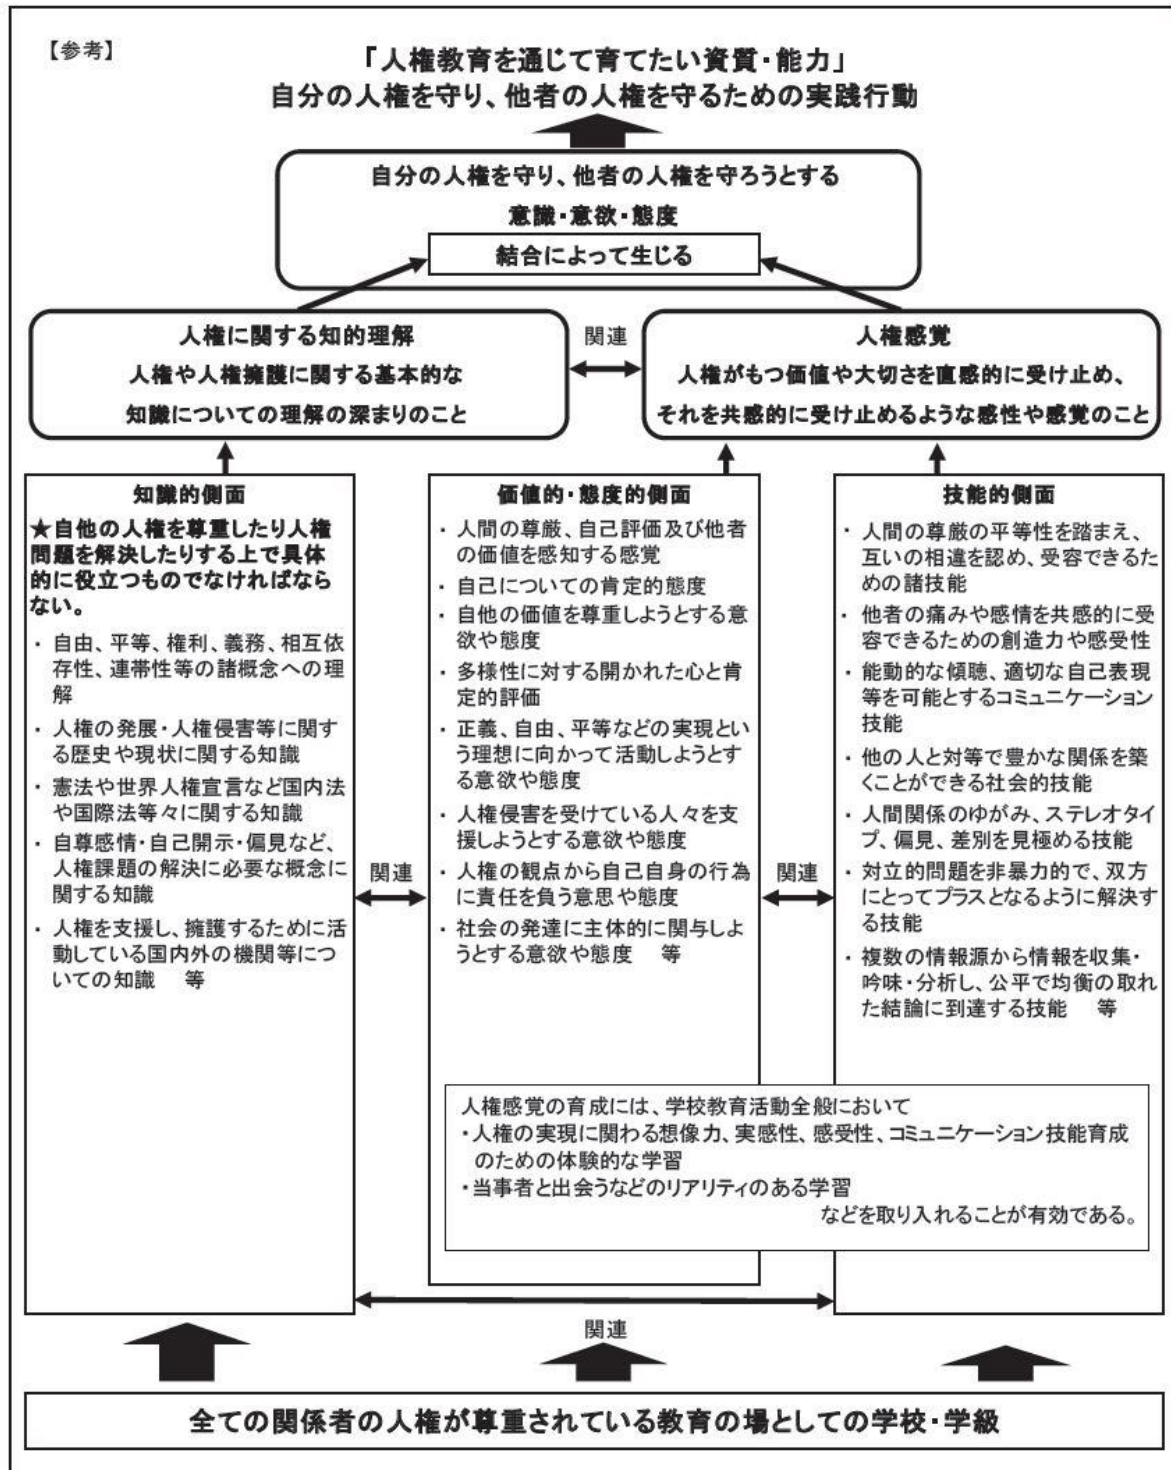 【参考】
「人権教育を通じて育てたい資質・能力」
自分の人権を守り、他者の人権を守るための実践行動
自分の人権を守り、他者の人権を守ろうとする
意識・意欲・態度
結合によって生じる
人権に関する知的理解
人権や人権擁護に関する基本的な
知識についての理解の深まりのこと
関連
人権感覚
人権がもつ価値や大切さを直感的に受け止め、
それを共感的に受け止めるような感性や感覚のこと
知識的側面
★自他の人権を尊重したり人権
問題を解決したりする上で具体
的に役立つものでなければなら
ない。
・自由、平等、権利、義務、相互依
存性、連帯性等の諸概念への理
解
・人権の発展・人権侵害等に関す
る歴史や現状に関する知識
・憲法や世界人権宣言など国内法
や国際法等々に関する知識
・自尊感情・自己開示・偏見など、
人権課題の解決に必要な概念に
関する知識
・人権を支援し、擁護するために活
動している国内外の機関等につ
いての知識 等
関連
価値的・態度的側面
・人間の尊厳、自己評価及び他者
の価値を感知する感覚
・自己についての肯定的態度
・自他の価値を尊重しようとする意
欲や態度
・多様性に対する開かれた心と肯
定的評価
・正義、自由、平等などの実現とい
う理想に向かって活動しようとす
る意欲や態度
・人権侵害を受けている人々を支
援しようとする意欲や態度
・人権の観点から自己自身の行為
に責任を負う意思や態度
・社会の発達に主体的に関与しよ
うとする意欲や態度 等
関連
技能的側面
・人間の尊厳の平等性を踏まえ、
互いの相違を認め、受容できるた
めの諸技能
・他者の痛みや感情を共感的に受
容できるための創造力や感受性
・能動的な傾聴、適切な自己表現
等を可能とするコミュニケーション
技能
・他の人と対等で豊かな関係を築
くことができる社会的技能
・人間関係のゆがみ、ステレオタイ
プ、偏見、差別を見極める技能
・対立的問題を非暴力的で、双方
にとってプラスとなるように解決す
る技能
・複数の情報源から情報を収集・
吟味・分析し、公平で均衡の取れ
た結論に到達する技能 等
人権感覚の育成には、学校教育活動全般において
・人権の実現に関わる想像力、実感性、感受性、コミュニケーション技能育成
のための体験的な学習
・当事者と出会うなどのリアリティのある学習
などを取り入れることが有効である。
関連
全ての関係者の人権が尊重されている教育の場としての学校・学級